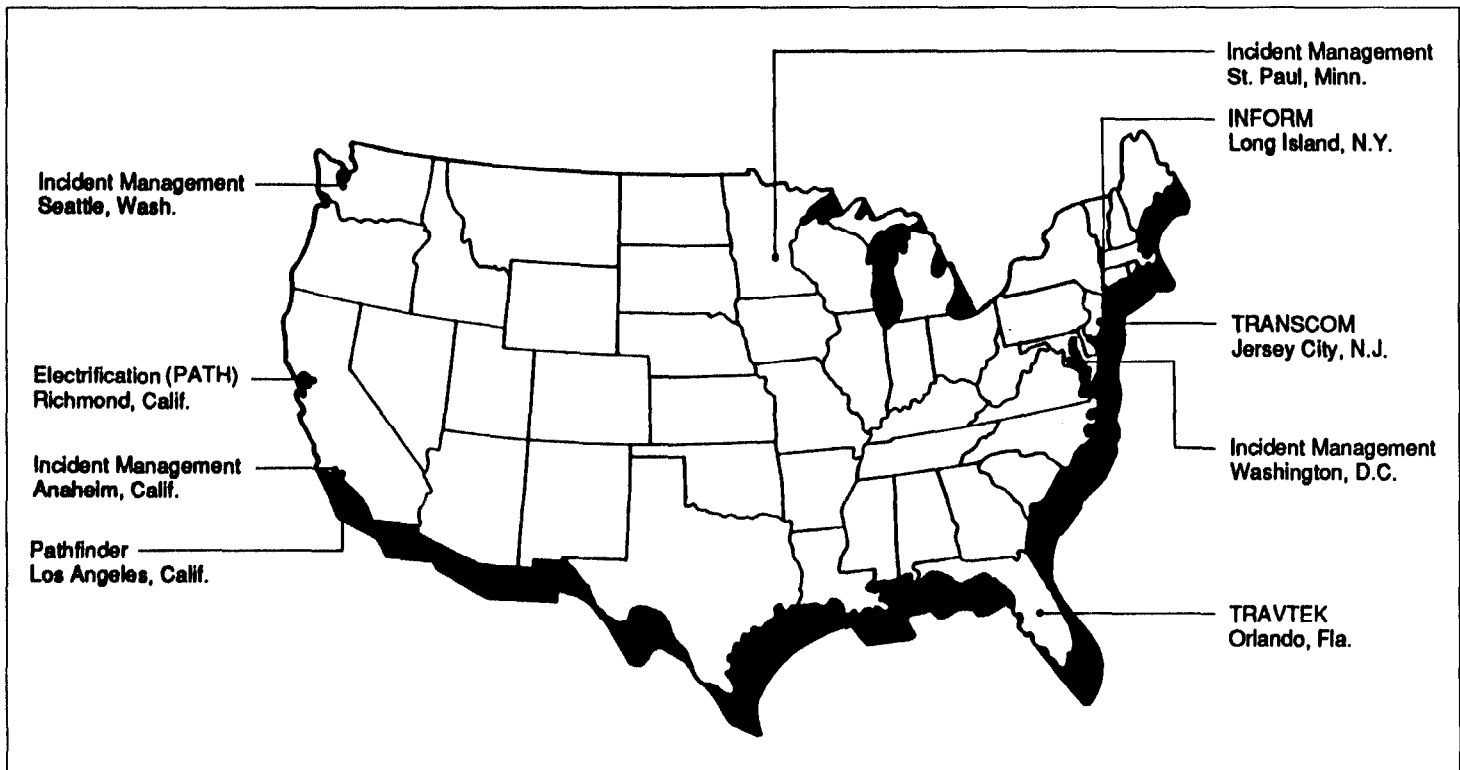 Incident Management
St. Paul, Minn.
INFORM
Long Island, N.Y.
Incident Management
Seattle, Wash.
TRANSCOM
Jersey City, N.J.
Electrification (PATH)
Richmond, Calif.
Incident Management
Washington, D.C.
Incident Management
Anaheim, Calif.
Pathfinder
Los Angeles, Calif.
TRAVTEK
Orlando, Fla.